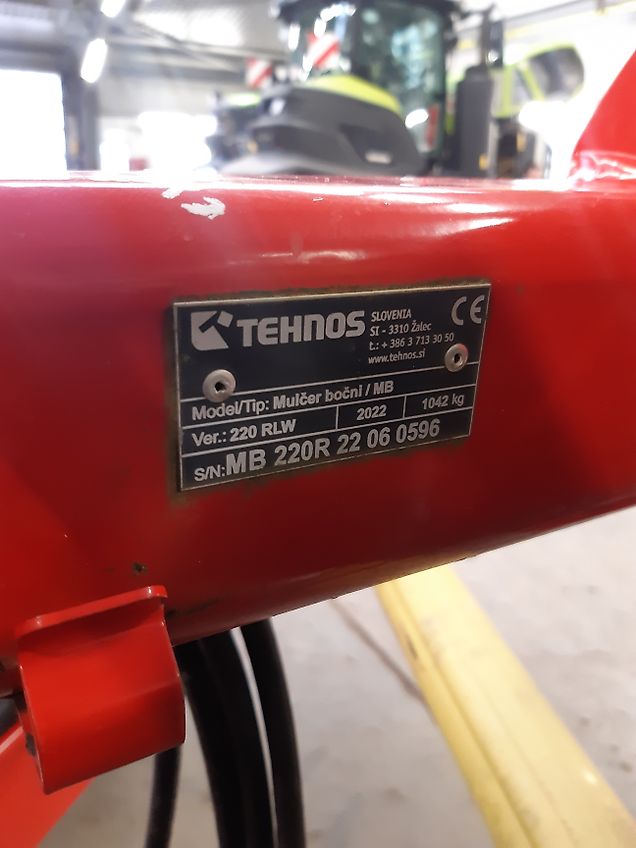 TEHNOS
SLOVENIA
SI - 3310 Žalec
t.: + 386 3 713 30 50
www.tehnos.si
CE
Model/Tip: Mulčer bočni / MB
Ver.: 220 RLW 2022 1042 kg
S/N: MB 220R 22 06 0596